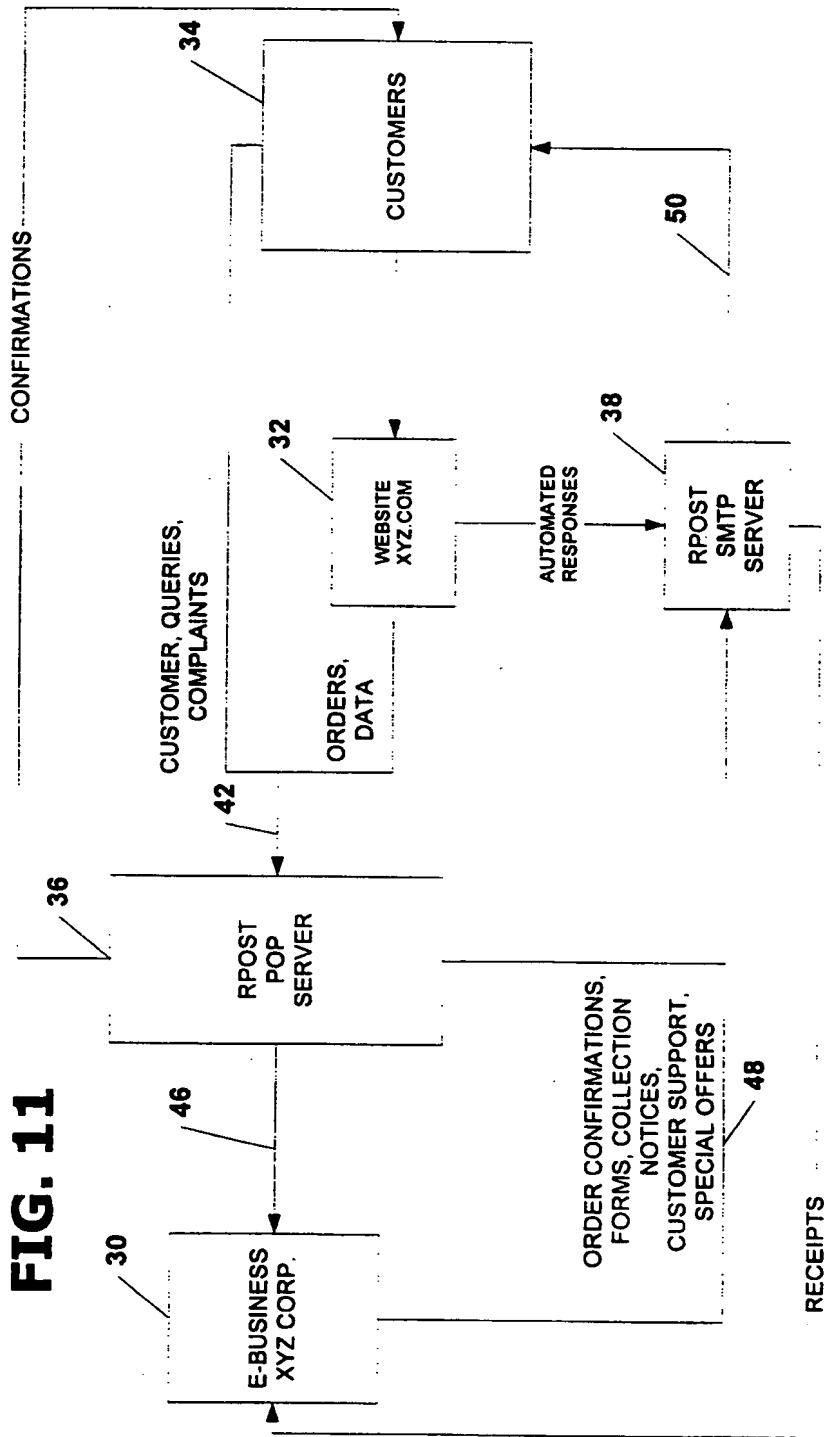 FIG. 11
CONFIRMATIONS
34
CUSTOMERS
50
CUSTOMER, QUERIES,
COMPLAINTS
32
WEBSITE
XYZ.COM
ORDERS,
DATA
AUTOMATED
RESPONSES
38
RPOST
SMTP
SERVER
42
36
RPOST
POP
SERVER
46
30
E-BUSINESS
XYZ CORP.
ORDER CONFIRMATIONS,
FORMS, COLLECTION
NOTICES,
CUSTOMER SUPPORT,
SPECIAL OFFERS
48
RECEIPTS